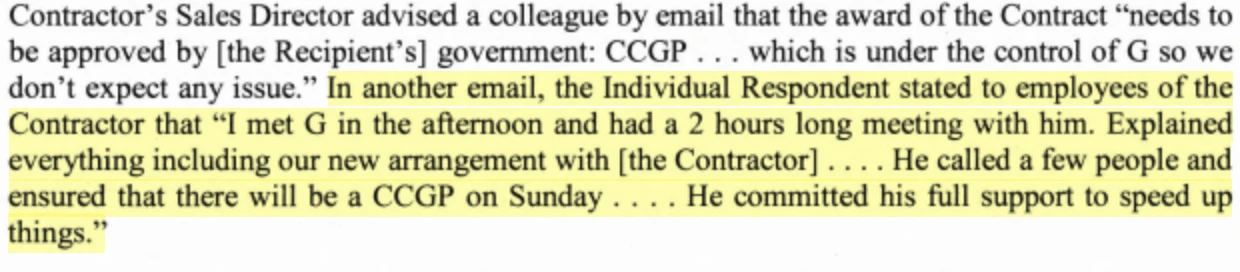 Contractor's Sales Director advised a colleague by email that the award of the Contract “needs to
be approved by [the Recipient's] government: CCGP . . . which is under the control of G so we
don't expect any issue.” In another email, the Individual Respondent stated to employees of the
Contractor that “I met G in the afternoon and had a 2 hours long meeting with him. Explained
everything including our new arrangement with [the Contractor] . . . . He called a few people and
ensured that there will be a CCGP on Sunday . . . . He committed his full support to speed up
things.”